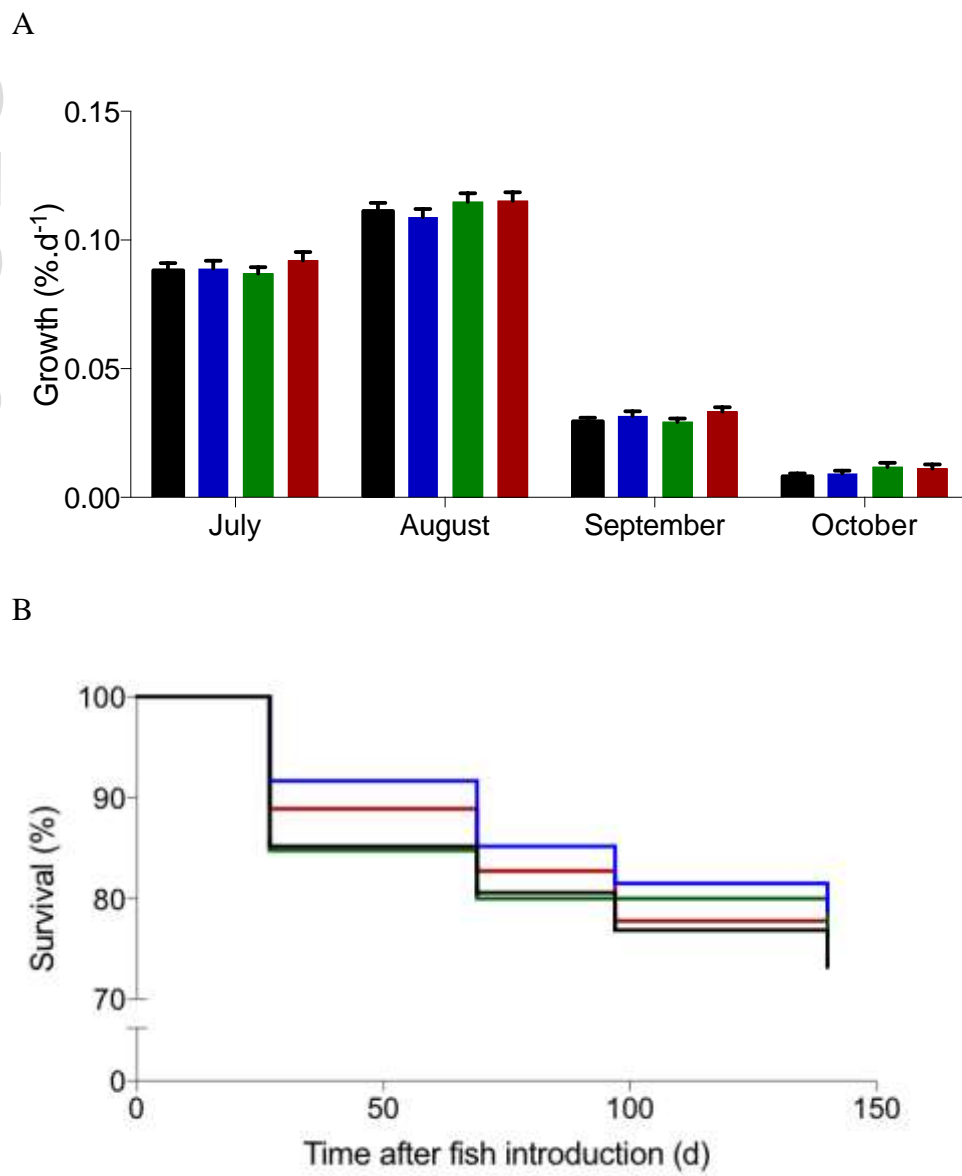 A
0.15
0.10
0.05
0.00
Growth (%.d-1)
July August September October
B
100
90
80
70
0
Survival (%)
0 50 100 150
Time after fish introduction (d)